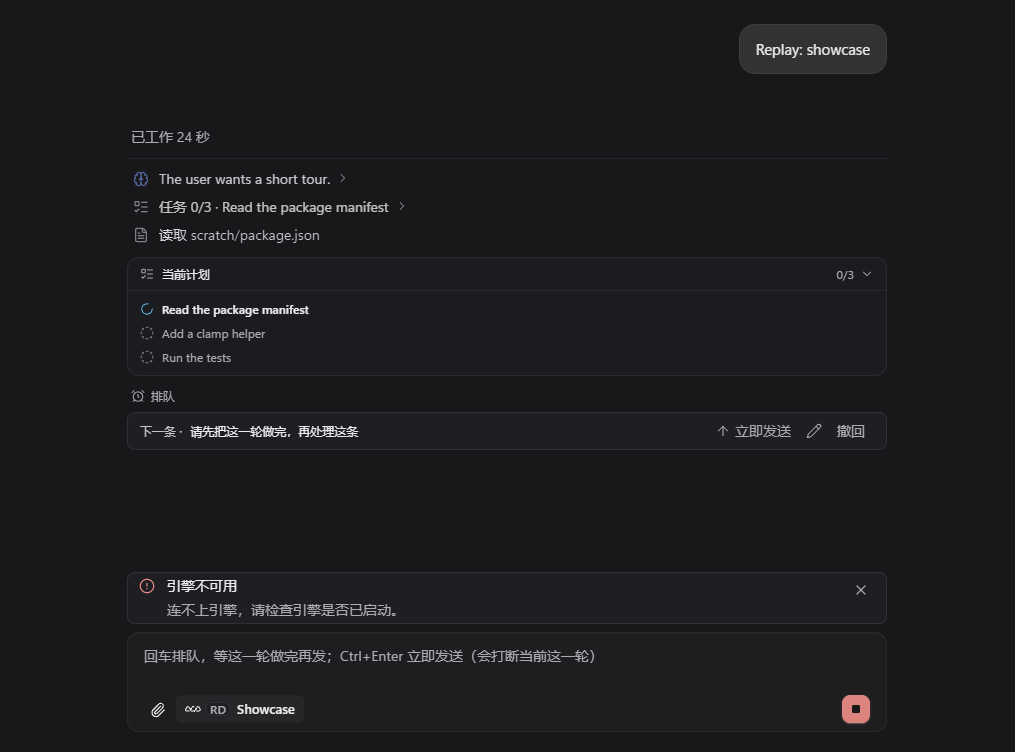 Replay: showcase
已工作 24 秒
The user wants a short tour.
任务 0/3 · Read the package manifest
读取 scratch/package.json
当前计划 0/3
Read the package manifest
Add a clamp helper
Run the tests
排队
下一条 · 请先把这一轮做完，再处理这条 立即发送 撤回
引擎不可用
连不上引擎，请检查引擎是否已启动。
回车排队，等这一轮做完再发；Ctrl+Enter 立即发送（会打断当前这一轮）
RD Showcase